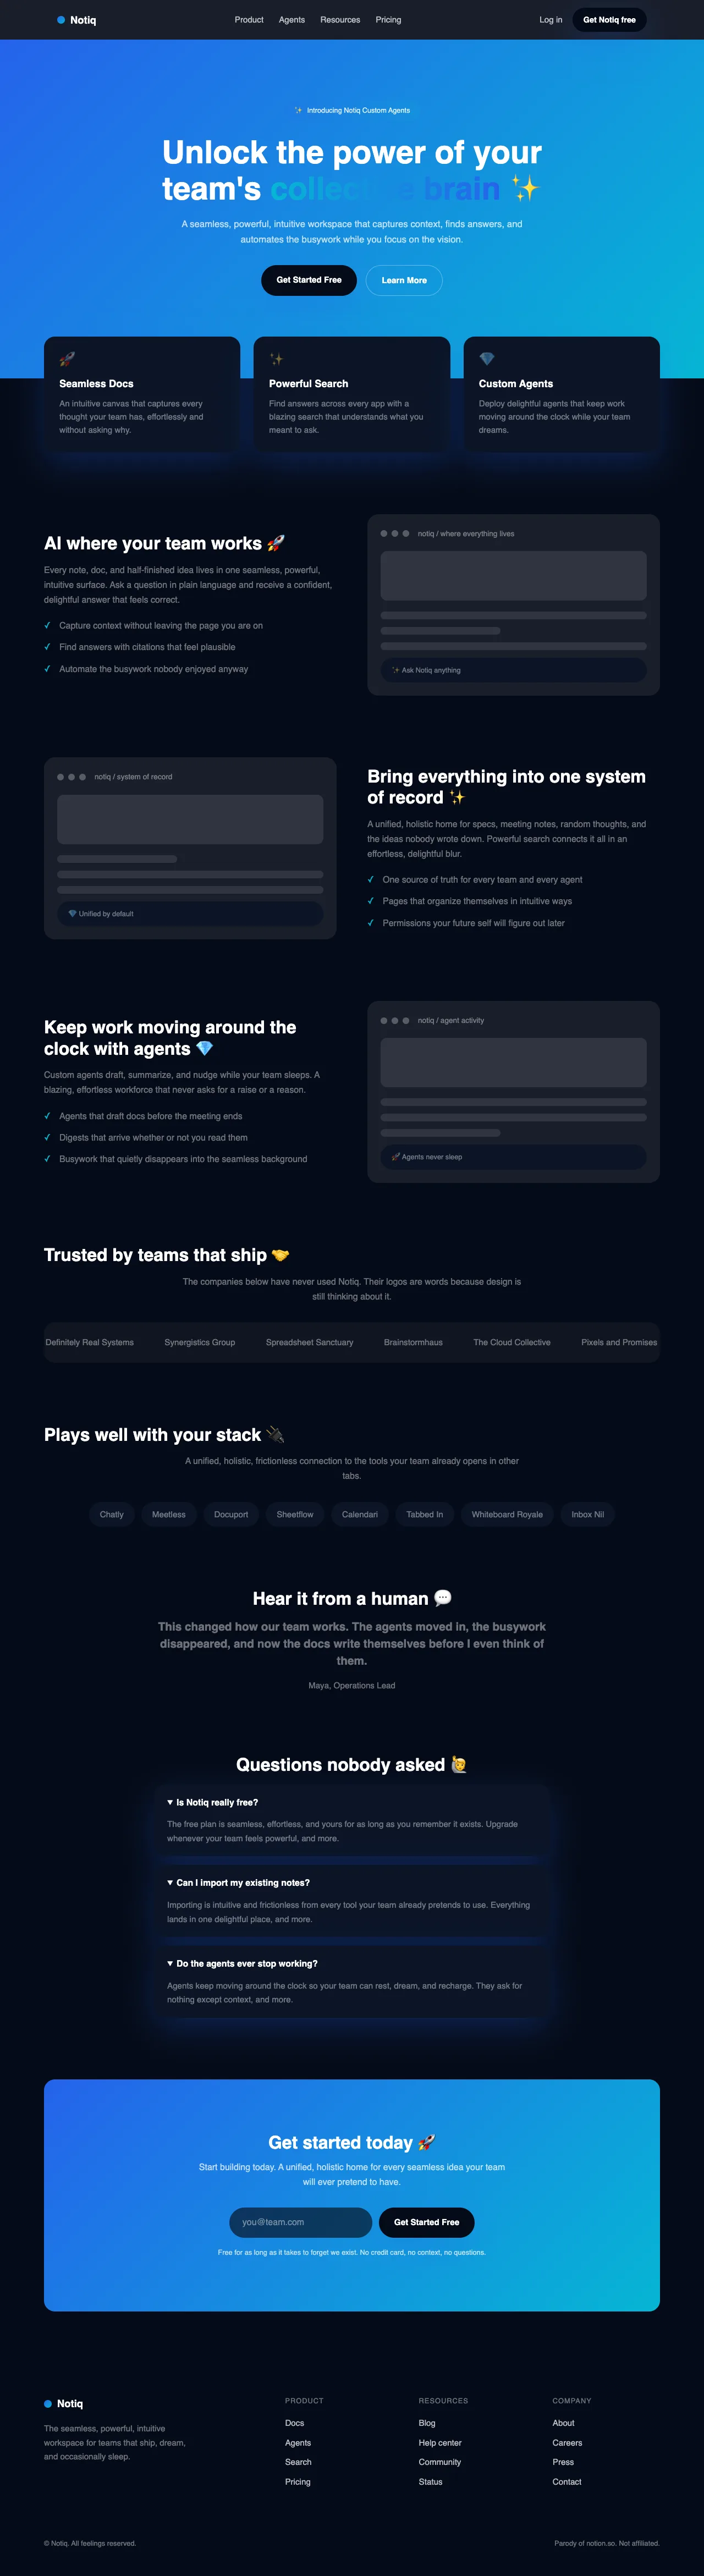 Notiq
Product Agents Resources Pricing
Log in
Get Notiq free
✨ Introducing Notiq Custom Agents
Unlock the power of your
team's collective brain ✨
A seamless, powerful, intuitive workspace that captures context, finds answers, and
automates the busywork while you focus on the vision.
Get Started Free
Learn More
🚀
Seamless Docs
An intuitive canvas that captures every
thought your team has, effortlessly and
without asking why.
✨
Powerful Search
Find answers across every app with a
blazing search that understands what you
meant to ask.
💎
Custom Agents
Deploy delightful agents that keep work
moving around the clock while your team
dreams.
AI where your team works 🚀
Every note, doc, and half-finished idea lives in one seamless, powerful,
intuitive surface. Ask a question in plain language and receive a confident,
delightful answer that feels correct.
✓ Capture context without leaving the page you are on
✓ Find answers with citations that feel plausible
✓ Automate the busywork nobody enjoyed anyway
notiq / where everything lives
✨ Ask Notiq anything
notiq / system of record
💎 Unified by default
Bring everything into one system
of record ✨
A unified, holistic home for specs, meeting notes, random thoughts, and
the ideas nobody wrote down. Powerful search connects it all in an
effortless, delightful blur.
✓ One source of truth for every team and every agent
✓ Pages that organize themselves in intuitive ways
✓ Permissions your future self will figure out later
Keep work moving around the
clock with agents 💎
Custom agents draft, summarize, and nudge while your team sleeps. A
blazing, effortless workforce that never asks for a raise or a reason.
✓ Agents that draft docs before the meeting ends
✓ Digests that arrive whether or not you read them
✓ Busywork that quietly disappears into the seamless background
notiq / agent activity
🚀 Agents never sleep
Trusted by teams that ship 🤝
The companies below have never used Notiq. Their logos are words because design is
still thinking about it.
Definitely Real Systems Synergistics Group Spreadsheet Sanctuary Brainstormhaus The Cloud Collective Pixels and Promises
Plays well with your stack 🔌
A unified, holistic, frictionless connection to the tools your team already opens in other
tabs.
Chatly Meetless Docuport Sheetflow Calendari Tabbed In Whiteboard Royale Inbox Nil
Hear it from a human 💬
This changed how our team works. The agents moved in, the busywork
disappeared, and now the docs write themselves before I even think of
them.
Maya, Operations Lead
Questions nobody asked 🙋
▼ Is Notiq really free?
The free plan is seamless, effortless, and yours for as long as you remember it exists. Upgrade
whenever your team feels powerful, and more.
▼ Can I import my existing notes?
Importing is intuitive and frictionless from every tool your team already pretends to use. Everything
lands in one delightful place, and more.
▼ Do the agents ever stop working?
Agents keep moving around the clock so your team can rest, dream, and recharge. They ask for
nothing except context, and more.
Get started today 🚀
Start building today. A unified, holistic home for every seamless idea your team
will ever pretend to have.
you@team.com
Get Started Free
Free for as long as it takes to forget we exist. No credit card, no context, no questions.
Notiq
The seamless, powerful, intuitive
workspace for teams that ship, dream,
and occasionally sleep.
PRODUCT
Docs
Agents
Search
Pricing
RESOURCES
Blog
Help center
Community
Status
COMPANY
About
Careers
Press
Contact
© Notiq. All feelings reserved.
Parody of notion.so. Not affiliated.